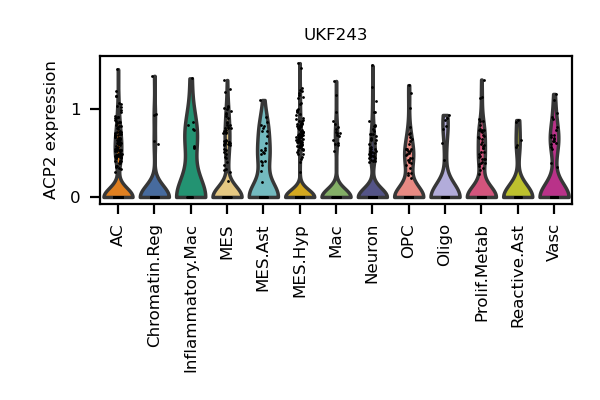 UKF243
ACP2 expression
1
0
AC
Chromatin.Reg
Inflammatory.Mac
MES
MES.Ast
MES.Hyp
Mac
Neuron
OPC
Oligo
Prolif.Metab
Reactive.Ast
Vasc